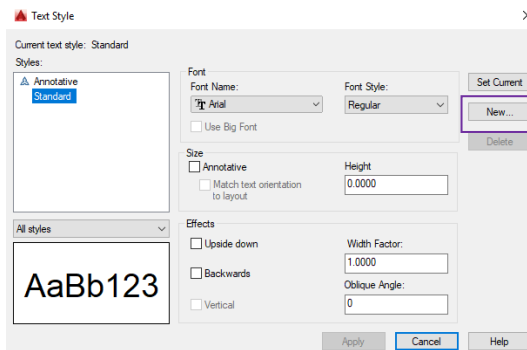 Text Style
Current text style: Standard
Styles:
Annotative
Standard
All styles
AaBb123
Font
Font Name:
Arial
Font Style:
Regular
Use Big Font
Size
Annotative
Match text orientation
to layout
Height
0.0000
Effects
Upside down
Backwards
Vertical
Width Factor:
1.0000
Oblique Angle:
0
Set Current
New...
Delete
Apply
Cancel
Help